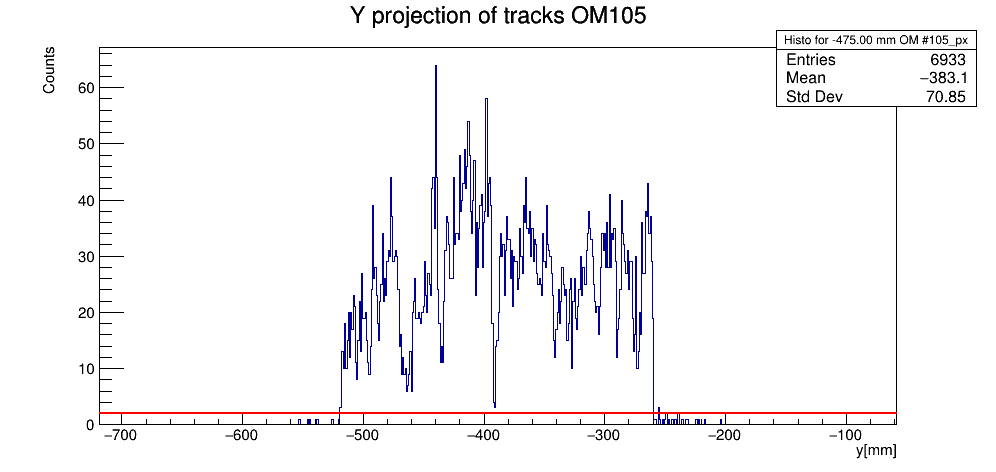 Y projection of tracks OM105
Histo for -475.00 mm OM #105_px
Entries 6933
Mean −383.1
Std Dev 70.85
Counts
60
50
40
30
20
10
0
−700 −600 −500 −400 −300 −200 −100
y[mm]